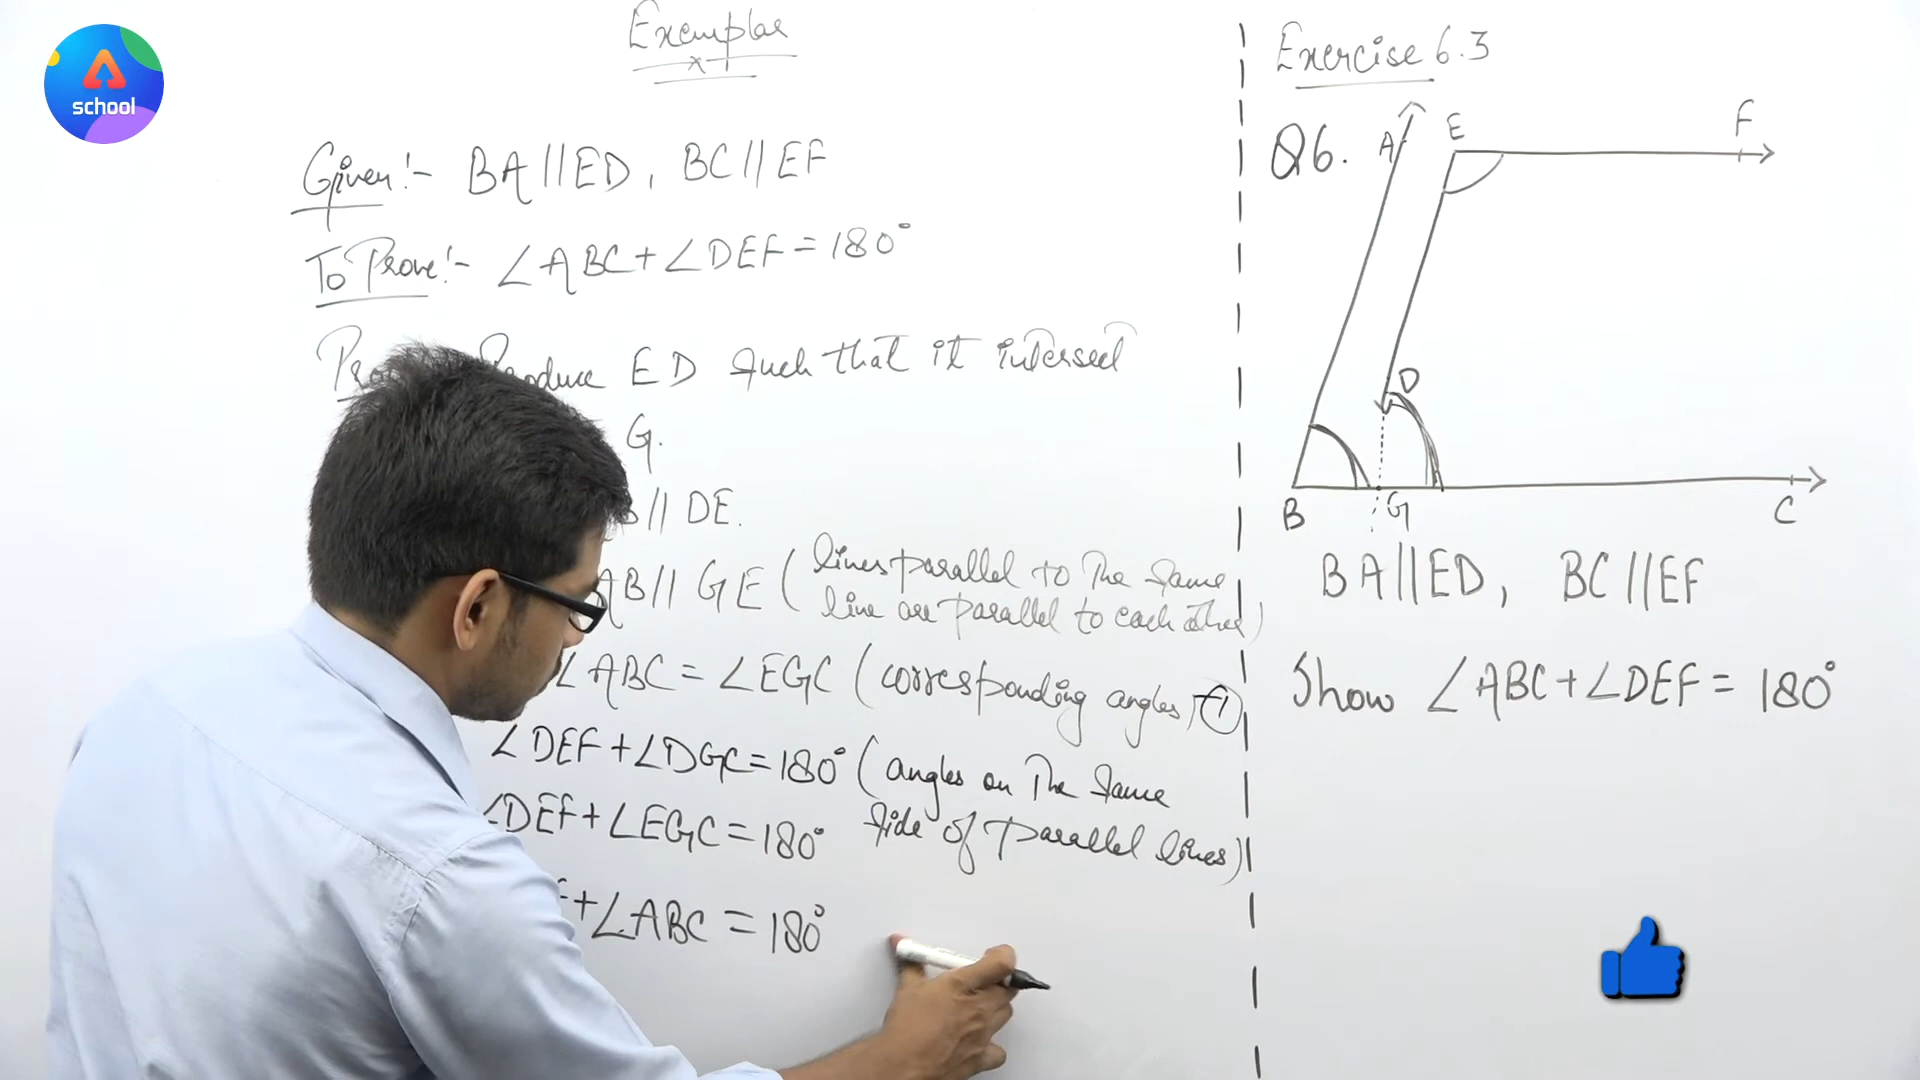 school
Exemplar
Given:- BA||ED, BC||EF
To Prove:- ∠ABC+∠DEF=180°
ED such that it intersect
G.
B|| DE.
AB|| GE (lines parallel to the same
line are parallel to each other)
∠ABC = ∠EGC (corresponding angles) ①
∠DEF+∠DGC=180° (angles on the same
side of parallel lines)
∠DEF+∠EGC=180°
+∠ABC = 180°
Exercise 6.3
Q6.
A
E
F
D
B
G
C
BA||ED, BC||EF
Show ∠ABC+∠DEF = 180°